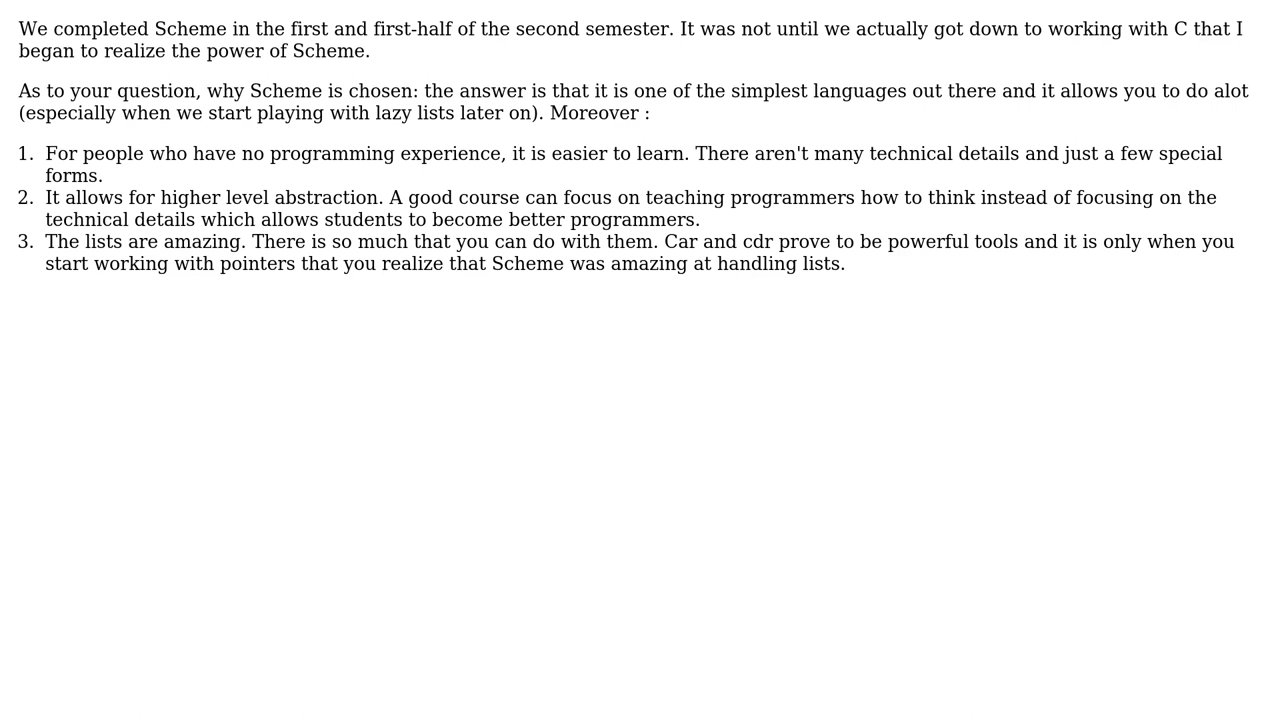 We completed Scheme in the first and first-half of the second semester. It was not until we actually got down to working with C that I
began to realize the power of Scheme.
As to your question, why Scheme is chosen: the answer is that it is one of the simplest languages out there and it allows you to do alot
(especially when we start playing with lazy lists later on). Moreover :
1. For people who have no programming experience, it is easier to learn. There aren't many technical details and just a few special
forms.
2. It allows for higher level abstraction. A good course can focus on teaching programmers how to think instead of focusing on the
technical details which allows students to become better programmers.
3. The lists are amazing. There is so much that you can do with them. Car and cdr prove to be powerful tools and it is only when you
start working with pointers that you realize that Scheme was amazing at handling lists.